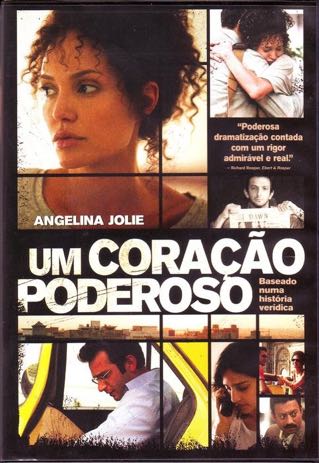 "Poderosa
dramatização contada
com um rigor
admirável e real."
– Richard Roeper, Ebert & Roeper
DAWN
ANGELINA JOLIE
UM CORAÇÃO
PODEROSO
Baseado
numa
história
verídica